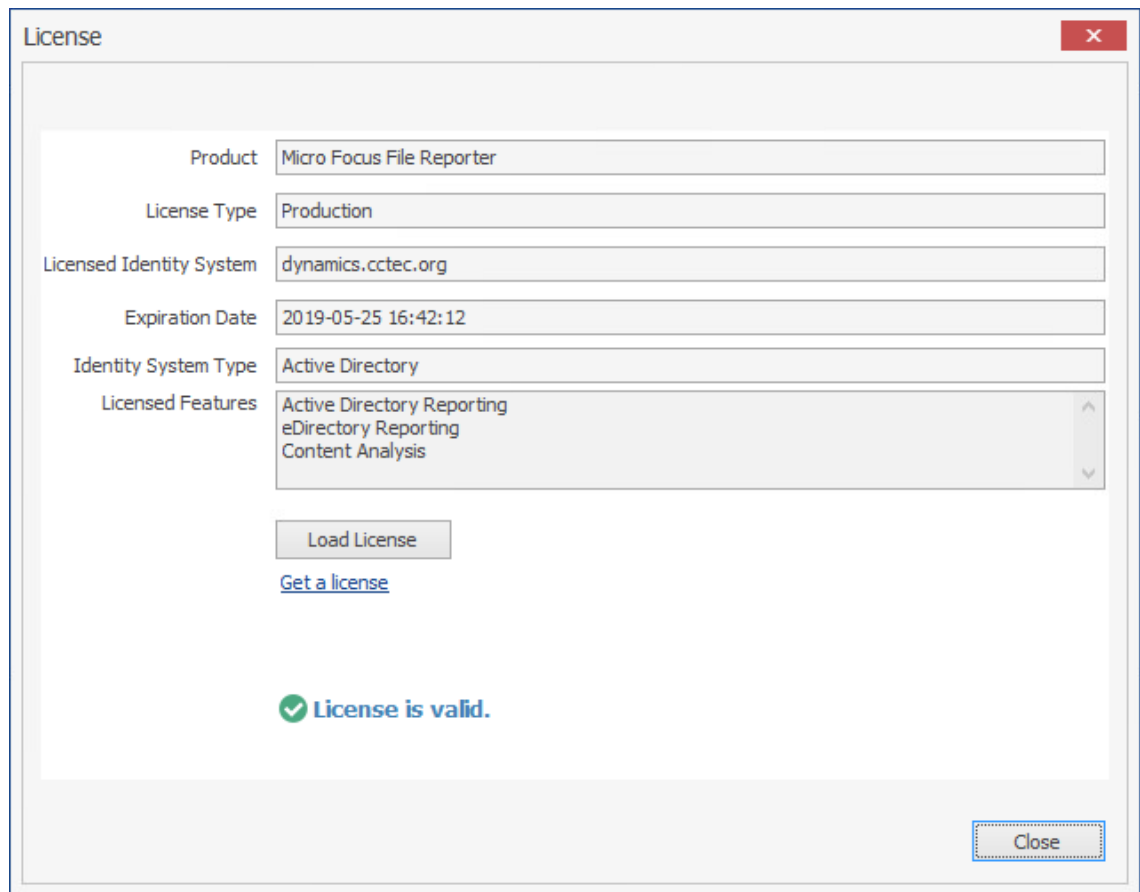 License
Product Micro Focus File Reporter
License Type Production
Licensed Identity System dynamics.cctec.org
Expiration Date 2019-05-25 16:42:12
Identity System Type Active Directory
Licensed Features Active Directory Reporting
eDirectory Reporting
Content Analysis
Load License
Get a license
License is valid.
Close